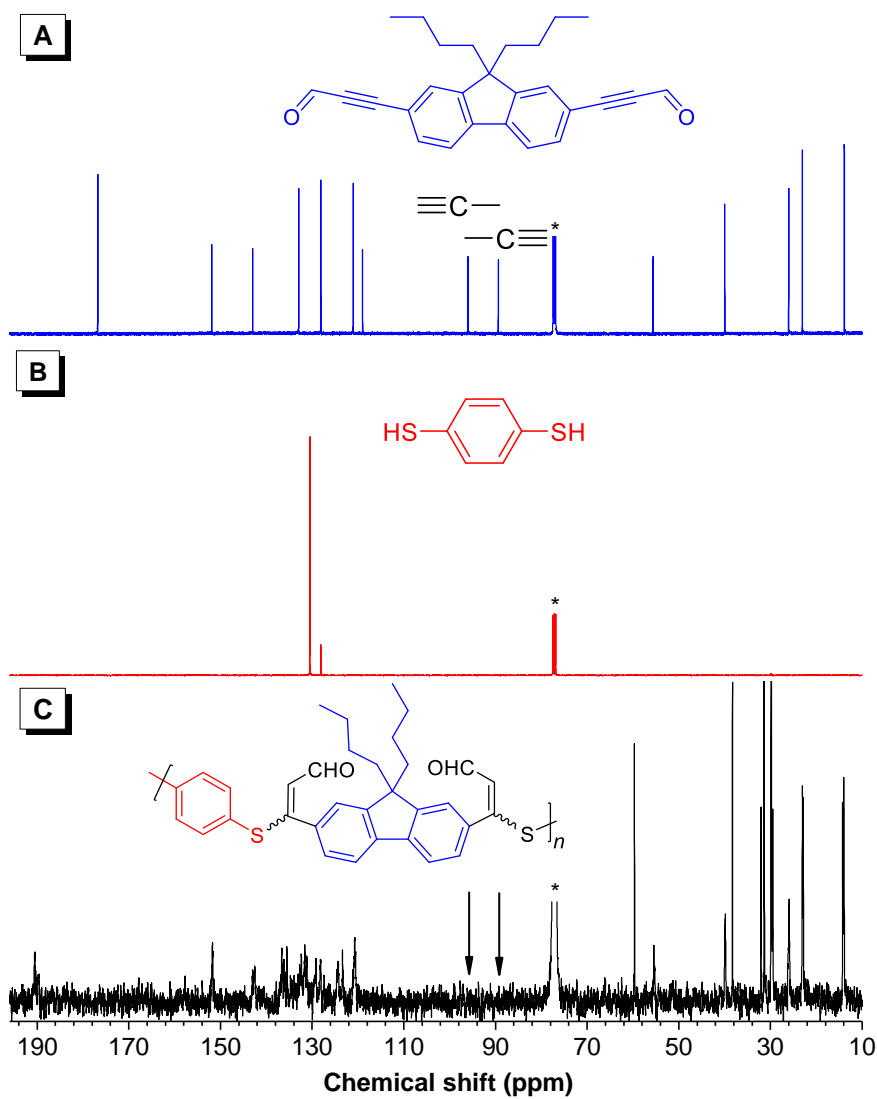 A
O
O
≡C—
—C≡
*
B
HS
SH
*
C
CHO
OHC
S
S
n
*
190 170 150 130 110 90 70 50 30 10
Chemical shift (ppm)